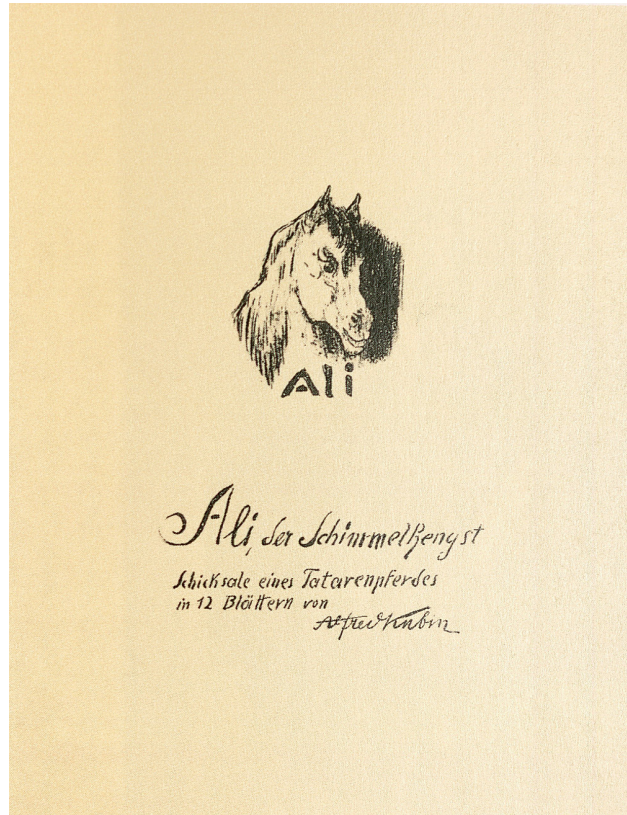 Ali
Ali, der Schimmelhengst
Schicksale eines Tatarenpferdes
in 12 Blättern von
Alfred Kubin